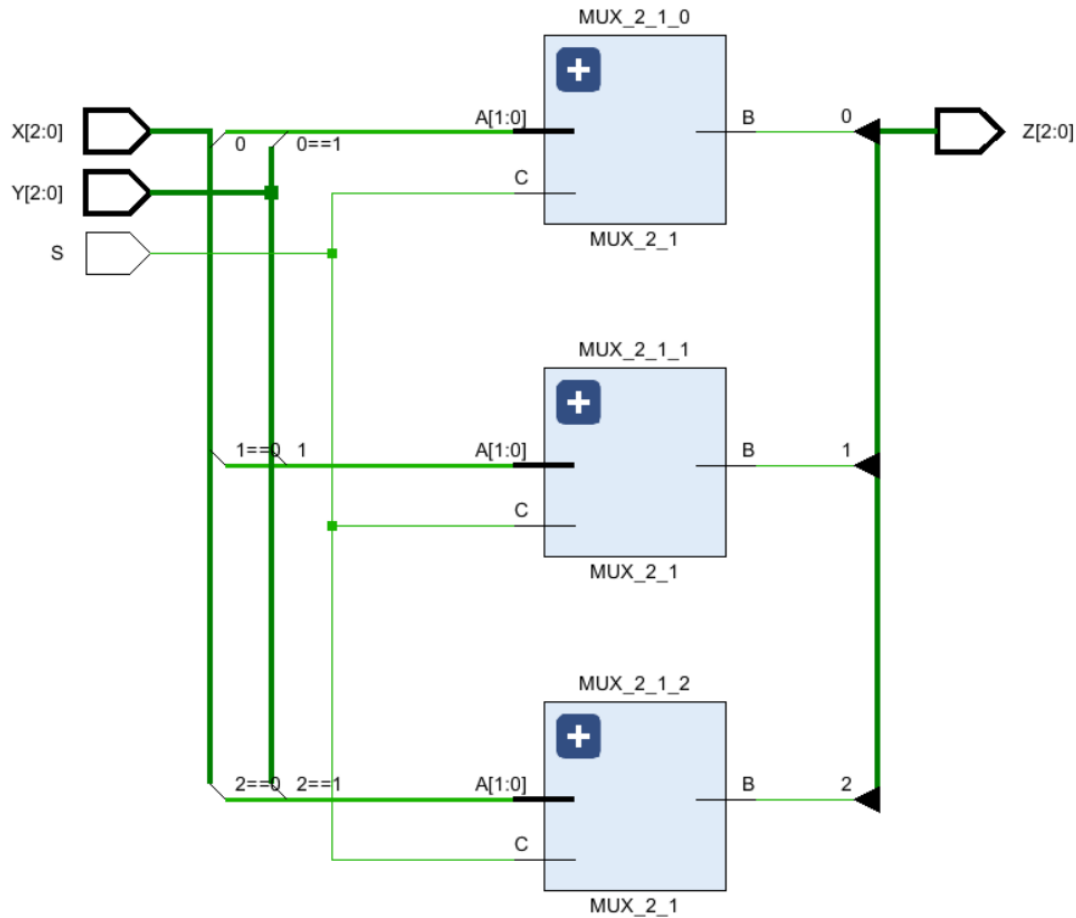 MUX_2_1_0
X[2:0]
0
0==1
A[1:0]
B
0
Z[2:0]
Y[2:0]
C
S
MUX_2_1
MUX_2_1_1
1==0
1
A[1:0]
B
1
C
MUX_2_1
MUX_2_1_2
2==0
2==1
A[1:0]
B
2
C
MUX_2_1